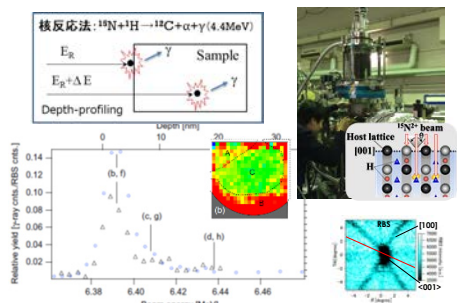 核反応法:¹⁵N+¹H→¹²C+α+γ(4.4MeV)
E_R
γ
Sample
E_R+ΔE
γ
Depth-profiling
Depth [nm]
0 10 20 30
0.14
0.12
0.10
0.08
0.06
0.04
0.02
Relative yield [γ-ray cnts./RBS cnts.]
(b, f)
(c, g)
(d, h)
A
C
B
(b)
6.38 6.40 6.42 6.44 6.46
¹⁵N²⁺ beam
θ
Host lattice
[001]
H
RBS
[100]
<001>